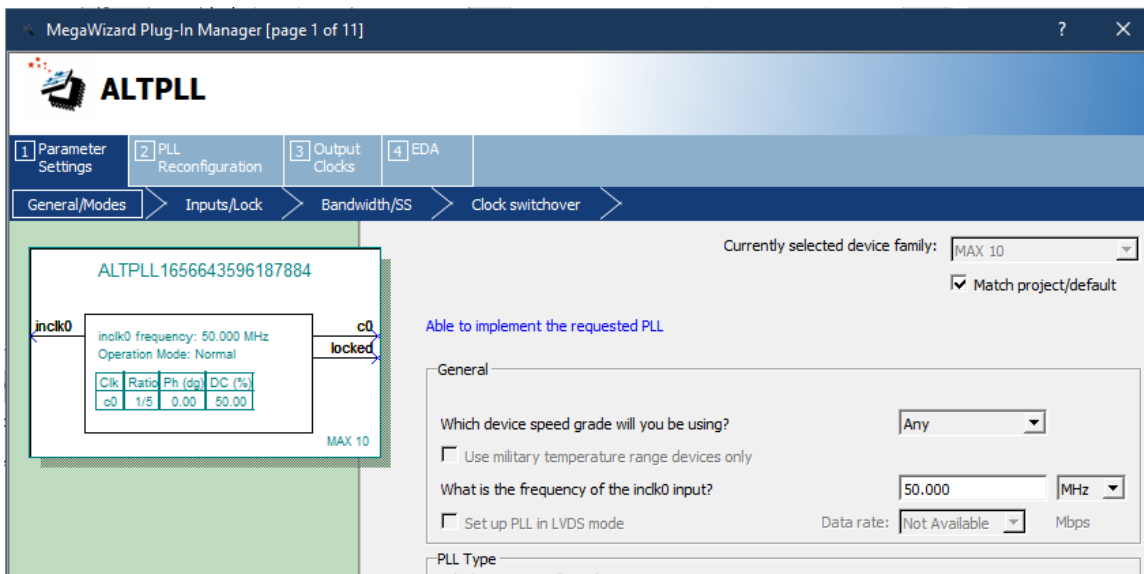 MegaWizard Plug-In Manager [page 1 of 11]
? ×
ALTPLL
1 Parameter Settings
2 PLL Reconfiguration
3 Output Clocks
4 EDA
General/Modes Inputs/Lock Bandwidth/SS Clock switchover
ALTPLL1656643596187884
inclk0
inclk0 frequency: 50.000 MHz
Operation Mode: Normal
Clk Ratio Ph (dg) DC (%)
c0 1/5 0.00 50.00
c0
locked
MAX 10
Currently selected device family: MAX 10
Match project/default
Able to implement the requested PLL
General
Which device speed grade will you be using? Any
Use military temperature range devices only
What is the frequency of the inclk0 input? 50.000 MHz
Set up PLL in LVDS mode Data rate: Not Available Mbps
PLL Type